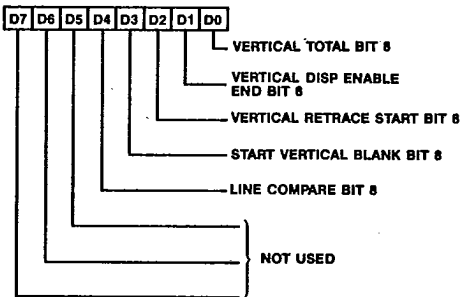 D7 D6 D5 D4 D3 D2 D1 D0
VERTICAL TOTAL BIT 8
VERTICAL DISP ENABLE
END BIT 8
VERTICAL RETRACE START BIT 8
START VERTICAL BLANK BIT 8
LINE COMPARE BIT 8
NOT USED